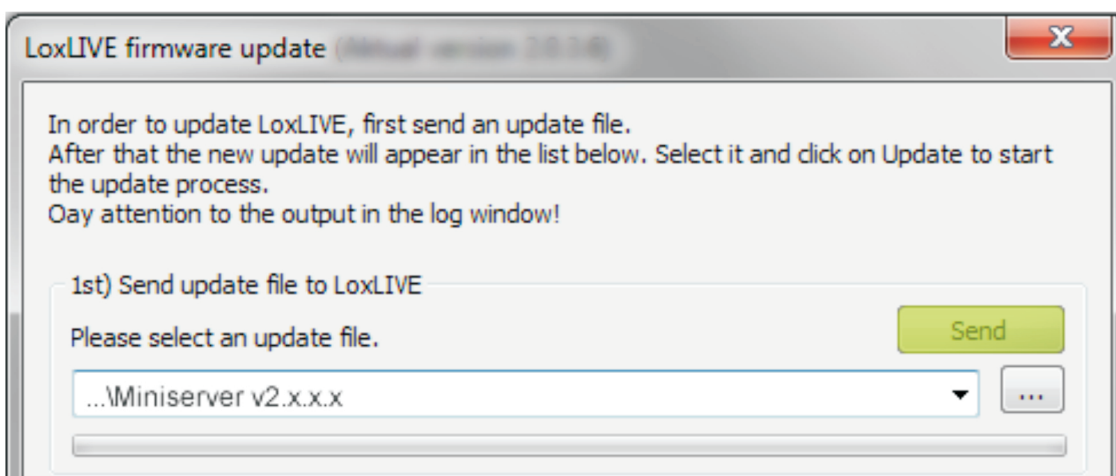 LoxLIVE firmware update
In order to update LoxLIVE, first send an update file.
After that the new update will appear in the list below. Select it and click on Update to start
the update process.
Oay attention to the output in the log window!
1st) Send update file to LoxLIVE
Please select an update file.
Send
...\Miniserver v2.x.x.x
...